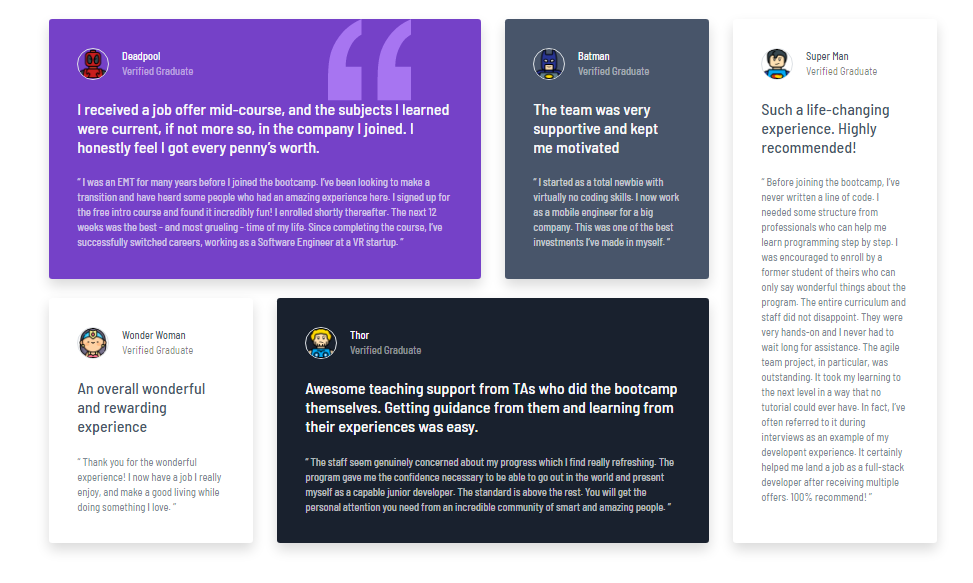 Deadpool
Verified Graduate
I received a job offer mid-course, and the subjects I learned
were current, if not more so, in the company I joined. I
honestly feel I got every penny’s worth.
“ I was an EMT for many years before I joined the bootcamp. I’ve been looking to make a
transition and have heard some people who had an amazing experience here. I signed up for
the free intro course and found it incredibly fun! I enrolled shortly thereafter. The next 12
weeks was the best - and most grueling - time of my life. Since completing the course, I’ve
successfully switched careers, working as a Software Engineer at a VR startup. ”
Batman
Verified Graduate
The team was very
supportive and kept
me motivated
“ I started as a total newbie with
virtually no coding skills. I now work
as a mobile engineer for a big
company. This was one of the best
investments I’ve made in myself. ”
Super Man
Verified Graduate
Such a life-changing
experience. Highly
recommended!
“ Before joining the bootcamp, I’ve
never written a line of code. I
needed some structure from
professionals who can help me
learn programming step by step. I
was encouraged to enroll by a
former student of theirs who can
only say wonderful things about the
program. The entire curriculum and
staff did not disappoint. They were
very hands-on and I never had to
wait long for assistance. The agile
team project, in particular, was
outstanding. It took my learning to
the next level in a way that no
tutorial could ever have. In fact, I’ve
often referred to it during
interviews as an example of my
developent experience. It certainly
helped me land a job as a full-stack
developer after receiving multiple
offers. 100% recommend! ”
Wonder Woman
Verified Graduate
An overall wonderful
and rewarding
experience
“ Thank you for the wonderful
experience! I now have a job I really
enjoy, and make a good living while
doing something I love. ”
Thor
Verified Graduate
Awesome teaching support from TAs who did the bootcamp
themselves. Getting guidance from them and learning from
their experiences was easy.
“ The staff seem genuinely concerned about my progress which I find really refreshing. The
program gave me the confidence necessary to be able to go out in the world and present
myself as a capable junior developer. The standard is above the rest. You will get the
personal attention you need from an incredible community of smart and amazing people. ”